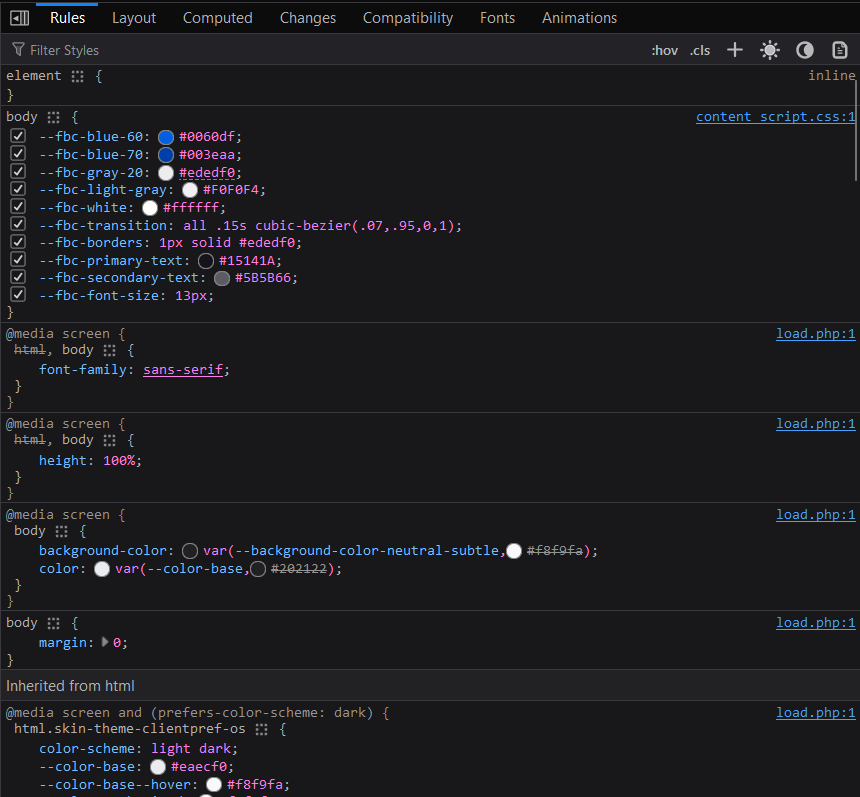 Rules Layout Computed Changes Compatibility Fonts Animations
Filter Styles :hov .cls
element { inline
}
body { content_script.css:1
--fbc-blue-60: #0060df;
--fbc-blue-70: #003eaa;
--fbc-gray-20: #ededf0;
--fbc-light-gray: #F0F0F4;
--fbc-white: #ffffff;
--fbc-transition: all .15s cubic-bezier(.07,.95,0,1);
--fbc-borders: 1px solid #ededf0;
--fbc-primary-text: #15141A;
--fbc-secondary-text: #5B5B66;
--fbc-font-size: 13px;
}
@media screen { load.php:1
html, body {
font-family: sans-serif;
}
}
@media screen { load.php:1
html, body {
height: 100%;
}
}
@media screen { load.php:1
body {
background-color: var(--background-color-neutral-subtle, #f8f9fa);
color: var(--color-base, #202122);
}
}
body { load.php:1
margin: 0;
}
Inherited from html
@media screen and (prefers-color-scheme: dark) { load.php:1
html.skin-theme-clientpref-os {
color-scheme: light dark;
--color-base: #eaecf0;
--color-base--hover: #f8f9fa;